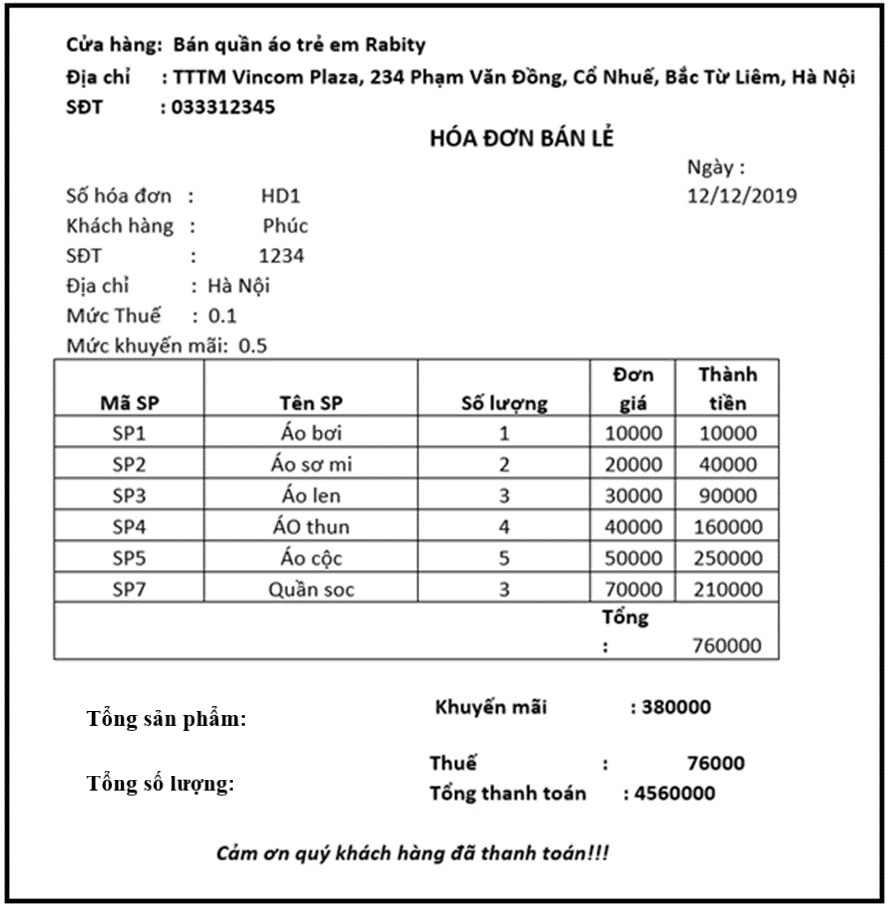 Cửa hàng: Bán quần áo trẻ em Rabity
Địa chỉ : TTTM Vincom Plaza, 234 Phạm Văn Đồng, Cổ Nhuế, Bắc Từ Liêm, Hà Nội
SĐT : 033312345
HÓA ĐƠN BÁN LẺ
Ngày :
Số hóa đơn : HD1 12/12/2019
Khách hàng : Phúc
SĐT : 1234
Địa chỉ : Hà Nội
Mức Thuế : 0.1
Mức khuyến mãi: 0.5
Mã SP Tên SP Số lượng Đơn giá Thành tiền
SP1 Áo bơi 1 10000 10000
SP2 Áo sơ mi 2 20000 40000
SP3 Áo len 3 30000 90000
SP4 ÁO thun 4 40000 160000
SP5 Áo cộc 5 50000 250000
SP7 Quần soc 3 70000 210000
Tổng
: 760000
Tổng sản phẩm: Khuyến mãi : 380000
Thuế : 76000
Tổng số lượng: Tổng thanh toán : 4560000
Cảm ơn quý khách hàng đã thanh toán!!!